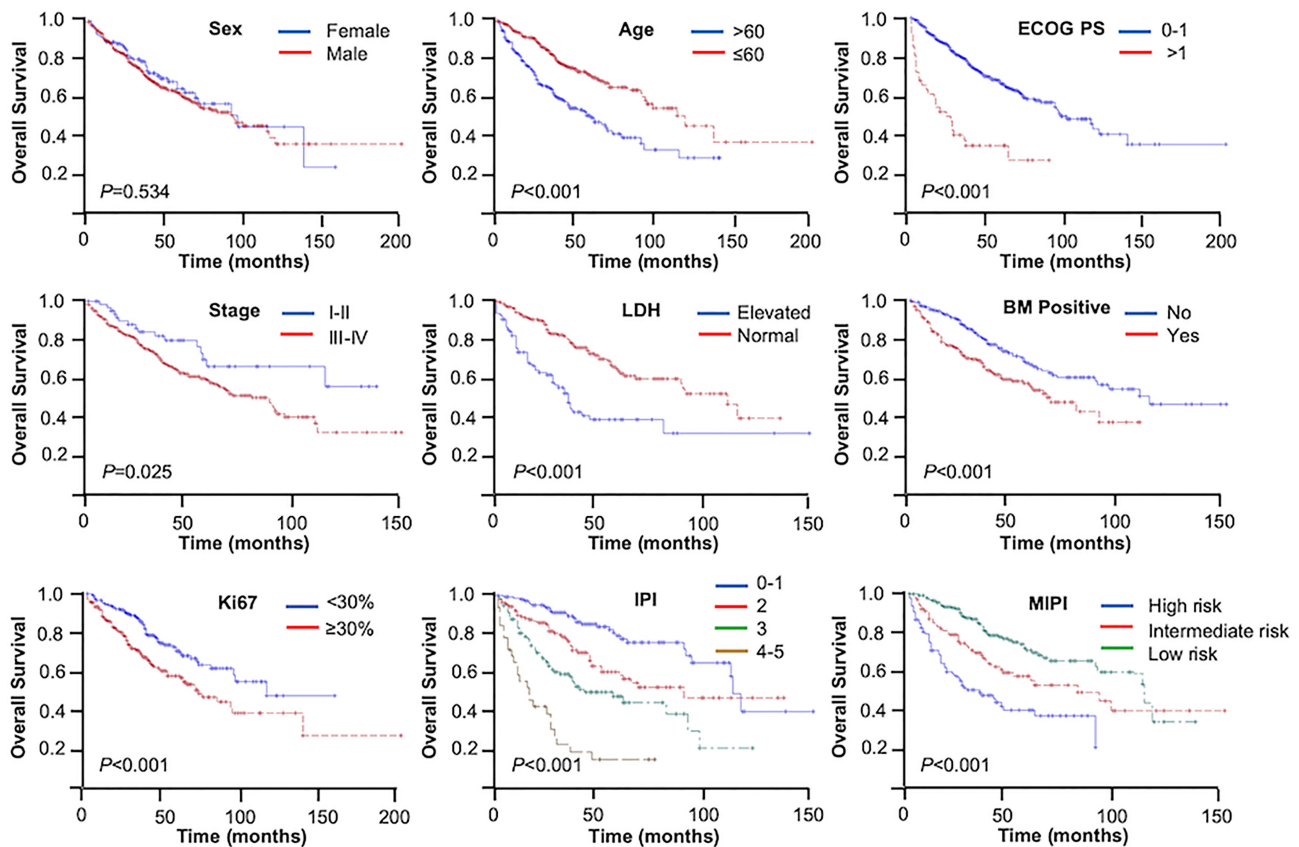 Sex
Female
Male
Overall Survival
1.0
0.8
0.6
0.4
0.2
P=0.534
0 50 100 150 200
Time (months)
Age
>60
≤60
Overall Survival
1.0
0.8
0.6
0.4
0.2
P<0.001
0 50 100 150 200
Time (months)
ECOG PS
0-1
>1
Overall Survival
1.0
0.8
0.6
0.4
0.2
P<0.001
0 50 100 150 200
Time (months)
Stage
I-II
III-IV
Overall Survival
1.0
0.8
0.6
0.4
0.2
P=0.025
0 50 100 150
Time (months)
LDH
Elevated
Normal
Overall Survival
1.0
0.8
0.6
0.4
0.2
P<0.001
0 50 100 150
Time (months)
BM Positive
No
Yes
Overall Survival
1.0
0.8
0.6
0.4
0.2
P<0.001
0 50 100 150
Time (months)
Ki67
<30%
≥30%
Overall Survival
1.0
0.8
0.6
0.4
0.2
P<0.001
0 50 100 150 200
Time (months)
IPI
0-1
2
3
4-5
Overall Survival
1.0
0.8
0.6
0.4
0.2
P<0.001
0 50 100 150
Time (months)
MIPI
High risk
Intermediate risk
Low risk
Overall Survival
1.0
0.8
0.6
0.4
0.2
P<0.001
0 50 100 150
Time (months)